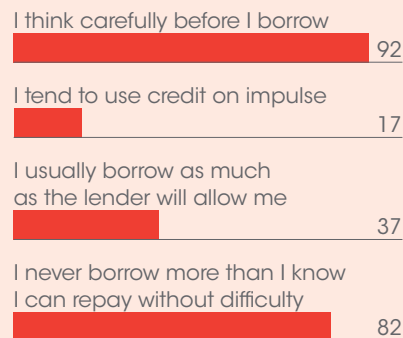 I think carefully before I borrow
92
I tend to use credit on impulse
17
I usually borrow as much
as the lender will allow me
37
I never borrow more than I know
I can repay without difficulty
82